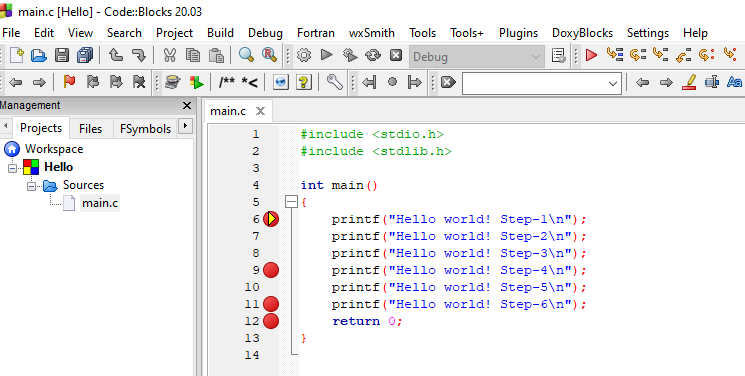 main.c [Hello] - Code::Blocks 20.03
File Edit View Search Project Build Debug Fortran wxSmith Tools Tools+ Plugins DoxyBlocks Settings Help
Debug
/** *<
Aa
Management
Projects Files FSymbols
Workspace
Hello
Sources
main.c
main.c
1 #include <stdio.h>
2 #include <stdlib.h>
3
4 int main()
5 {
6 printf("Hello world! Step-1\n");
7 printf("Hello world! Step-2\n");
8 printf("Hello world! Step-3\n");
9 printf("Hello world! Step-4\n");
10 printf("Hello world! Step-5\n");
11 printf("Hello world! Step-6\n");
12 return 0;
13 }
14